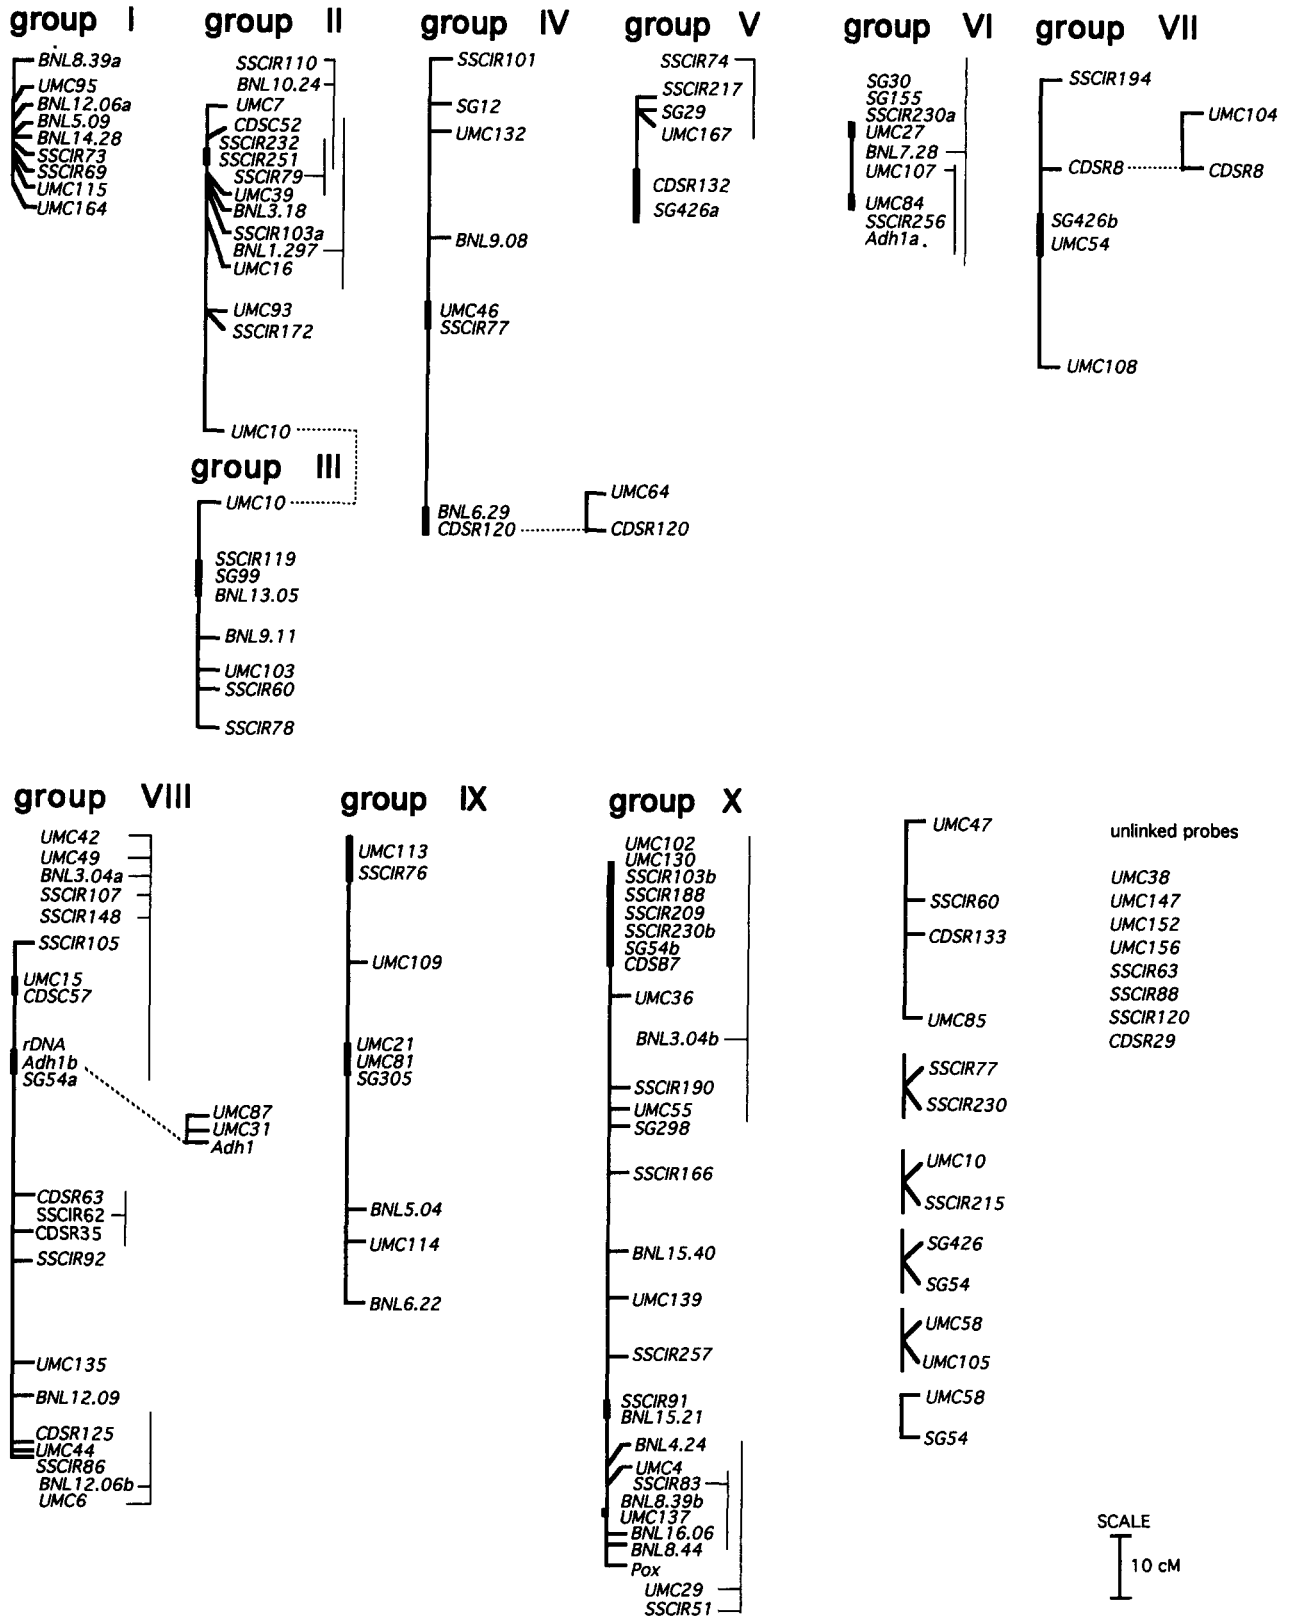 group I
BNL8.39a
UMC95
BNL12.06a
BNL5.09
BNL14.28
SSCIR73
SSCIR69
UMC115
UMC164
group II
SSCIR110
BNL10.24
UMC7
CDSC52
SSCIR232
SSCIR251
SSCIR79
UMC39
BNL3.18
SSCIR103a
BNL1.297
UMC16
UMC93
SSCIR172
UMC10
group III
UMC10
SSCIR119
SG99
BNL13.05
BNL9.11
UMC103
SSCIR60
SSCIR78
group IV
SSCIR101
SG12
UMC132
BNL9.08
UMC46
SSCIR77
BNL6.29
CDSR120
UMC64
CDSR120
group V
SSCIR74
SSCIR217
SG29
UMC167
CDSR132
SG426a
group VI
SG30
SG155
SSCIR230a
UMC27
BNL7.28
UMC107
UMC84
SSCIR256
Adh1a.
group VII
SSCIR194
CDSR8
SG426b
UMC54
UMC108
UMC104
CDSR8
group VIII
UMC42
UMC49
BNL3.04a
SSCIR107
SSCIR148
SSCIR105
UMC15
CDSC57
rDNA
Adh1b
SG54a
UMC87
UMC31
Adh1
CDSR63
SSCIR62
CDSR35
SSCIR92
UMC135
BNL12.09
CDSR125
UMC44
SSCIR86
BNL12.06b
UMC6
group IX
UMC113
SSCIR76
UMC109
UMC21
UMC81
SG305
BNL5.04
UMC114
BNL6.22
group X
UMC102
UMC130
SSCIR103b
SSCIR188
SSCIR209
SSCIR230b
SG54b
CDSB7
UMC36
BNL3.04b
SSCIR190
UMC55
SG298
SSCIR166
BNL15.40
UMC139
SSCIR257
SSCIR91
BNL15.21
BNL4.24
UMC4
SSCIR83
BNL8.39b
UMC137
BNL16.06
BNL8.44
Pox
UMC29
SSCIR51
UMC47
SSCIR60
CDSR133
UMC85
SSCIR77
SSCIR230
UMC10
SSCIR215
SG426
SG54
UMC58
UMC105
UMC58
SG54
unlinked probes
UMC38
UMC147
UMC152
UMC156
SSCIR63
SSCIR88
SSCIR120
CDSR29
SCALE
10 cM